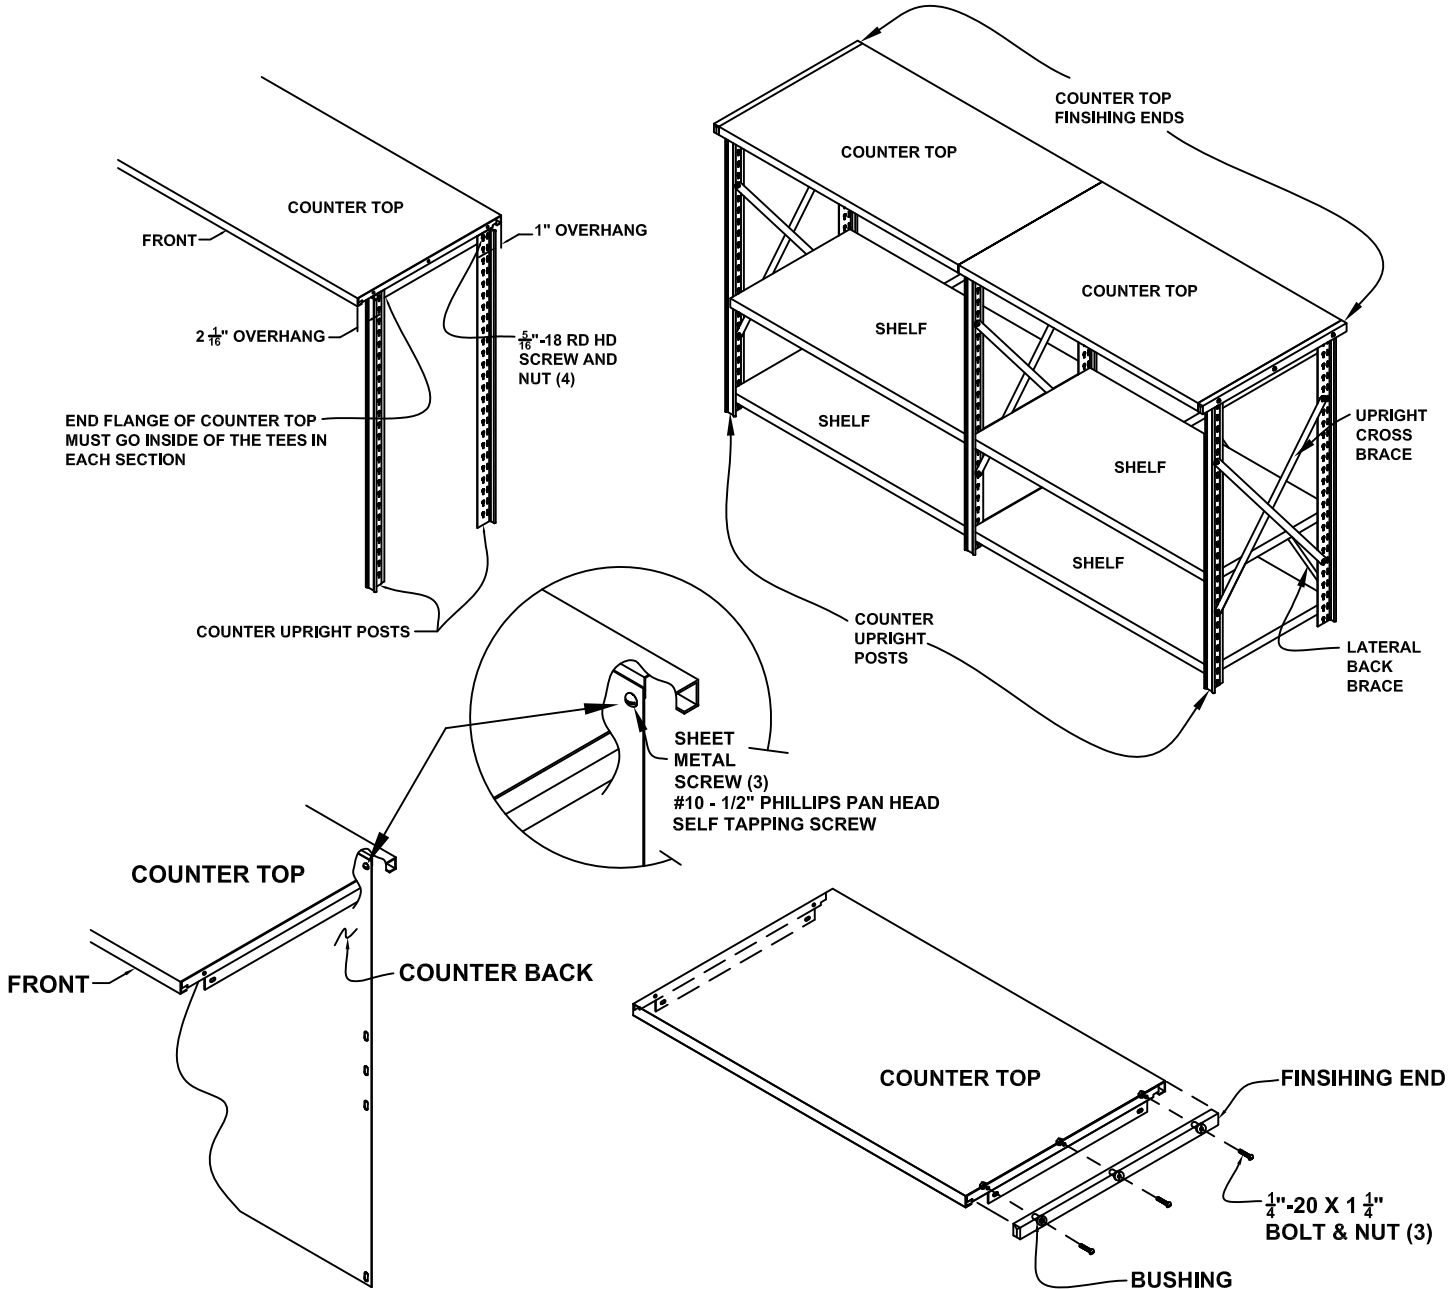 COUNTER TOP
FRONT
1" OVERHANG
2 1/16" OVERHANG
5/16"-18 RD HD
SCREW AND
NUT (4)
END FLANGE OF COUNTER TOP
MUST GO INSIDE OF THE TEES IN
EACH SECTION
COUNTER UPRIGHT POSTS
COUNTER TOP
FINSIHING ENDS
COUNTER TOP
COUNTER TOP
SHELF
SHELF
SHELF
SHELF
UPRIGHT
CROSS
BRACE
COUNTER
UPRIGHT
POSTS
LATERAL
BACK
BRACE
SHEET
METAL
SCREW (3)
#10 - 1/2" PHILLIPS PAN HEAD
SELF TAPPING SCREW
COUNTER TOP
FRONT
COUNTER BACK
COUNTER TOP
FINSIHING END
1/4"-20 X 1 1/4"
BOLT & NUT (3)
BUSHING